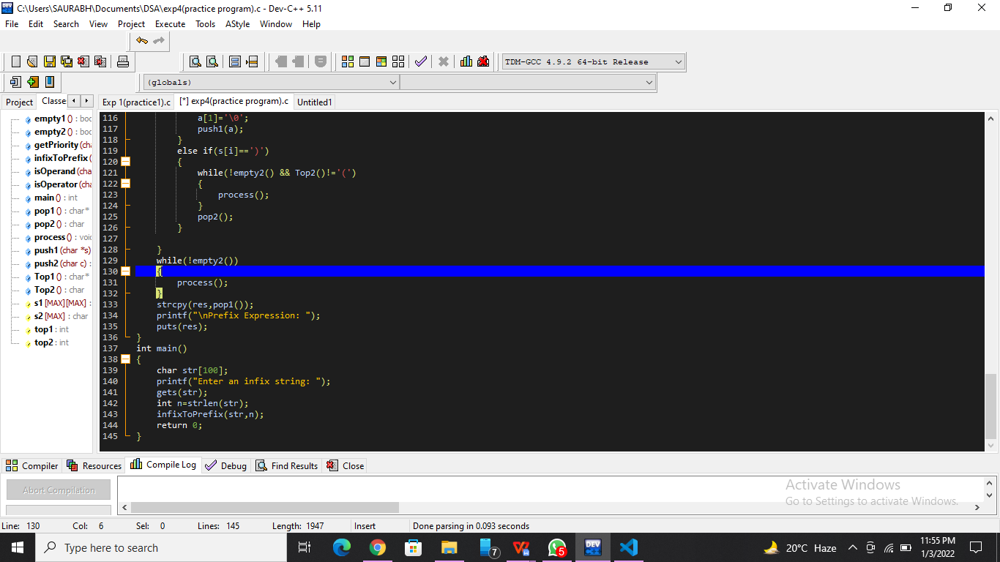 C:\Users\SAURABH\Documents\DSA\exp4(practice program).c - Dev-C++ 5.11
File Edit Search View Project Execute Tools AStyle Window Help
TDM-GCC 4.9.2 64-bit Release
(globals)
Project Classe Exp 1(practice1).c [*] exp4(practice program).c Untitled1
empty1 () : boo
empty2 () : boo
getPriority (cha
infixToPrefix (
isOperand (cha
isOperator (cha
main () : int
pop1 () : char*
pop2 () : char
process () : void
push1 (char *s)
push2 (char c) :
Top1 () : char*
Top2 () : char
s1 [MAX][MAX] :
s2 [MAX] : char
top1 : int
top2 : int
116 a[1]='\0';
117 push1(a);
118 }
119 else if(s[i]==')')
120 {
121 while(!empty2() && Top2()!='(')
122 {
123 process();
124 }
125 pop2();
126 }
127
128 }
129 while(!empty2())
130 {
131 process();
132 }
133 strcpy(res,pop1());
134 printf("\nPrefix Expression: ");
135 puts(res);
136 }
137 int main()
138 {
139 char str[100];
140 printf("Enter an infix string: ");
141 gets(str);
142 int n=strlen(str);
143 infixToPrefix(str,n);
144 return 0;
145 }
Compiler Resources Compile Log Debug Find Results Close
Abort Compilation
Activate Windows
Go to Settings to activate Windows.
Line: 130 Col: 6 Sel: 0 Lines: 145 Length: 1947 Insert Done parsing in 0.093 seconds
Type here to search
7
5
DEV
20°C Haze
11:55 PM
1/3/2022